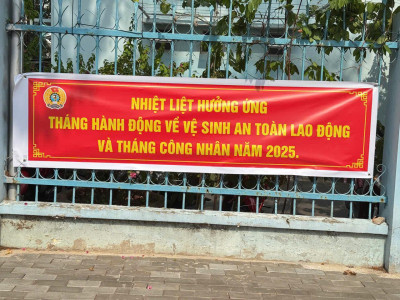 NHIỆT LIỆT HƯỞNG ỨNG
THÁNG HÀNH ĐỘNG VỀ VỆ SINH AN TOÀN LAO ĐỘNG
VÀ THÁNG CÔNG NHÂN NĂM 2025.